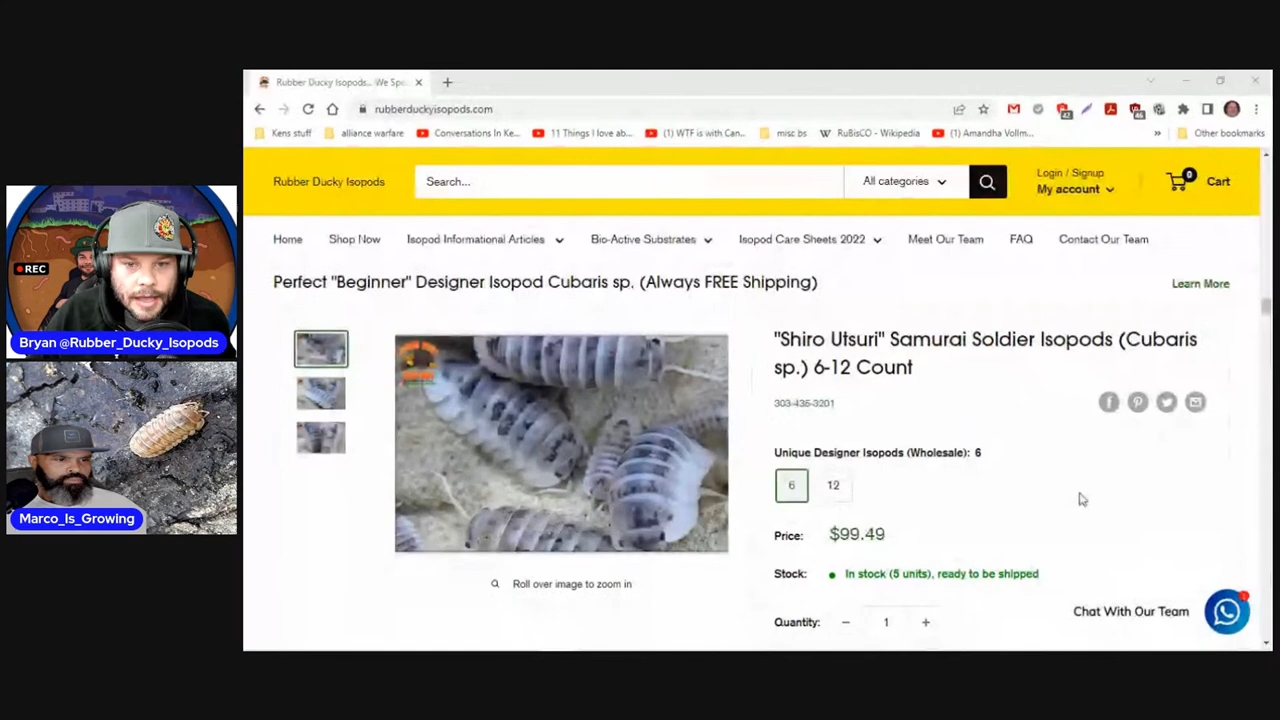 Rubber Ducky Isopods... We Spe
rubberduckyisopods.com
Kens stuff
alliance warfare
Conversations In Ke...
11 Things I love ab...
(1) WTF is with Can...
misc bs
RuBisCO - Wikipedia
(1) Amandha Vollm...
Other bookmarks
Rubber Ducky Isopods
Search...
All categories
Login / Signup
My account
0
Cart
Home
Shop Now
Isopod Informational Articles
Bio-Active Substrates
Isopod Care Sheets 2022
Meet Our Team
FAQ
Contact Our Team
REC
Bryan @Rubber_Ducky_Isopods
Marco_Is_Growing
Perfect "Beginner" Designer Isopod Cubaris sp. (Always FREE Shipping)
Learn More
"Shiro Utsuri" Samurai Soldier Isopods (Cubaris
sp.) 6-12 Count
303-435-3201
Unique Designer Isopods (Wholesale): 6
6
12
Price: $99.49
Stock: In stock (5 units), ready to be shipped
Roll over image to zoom in
Quantity: − 1 +
Chat With Our Team